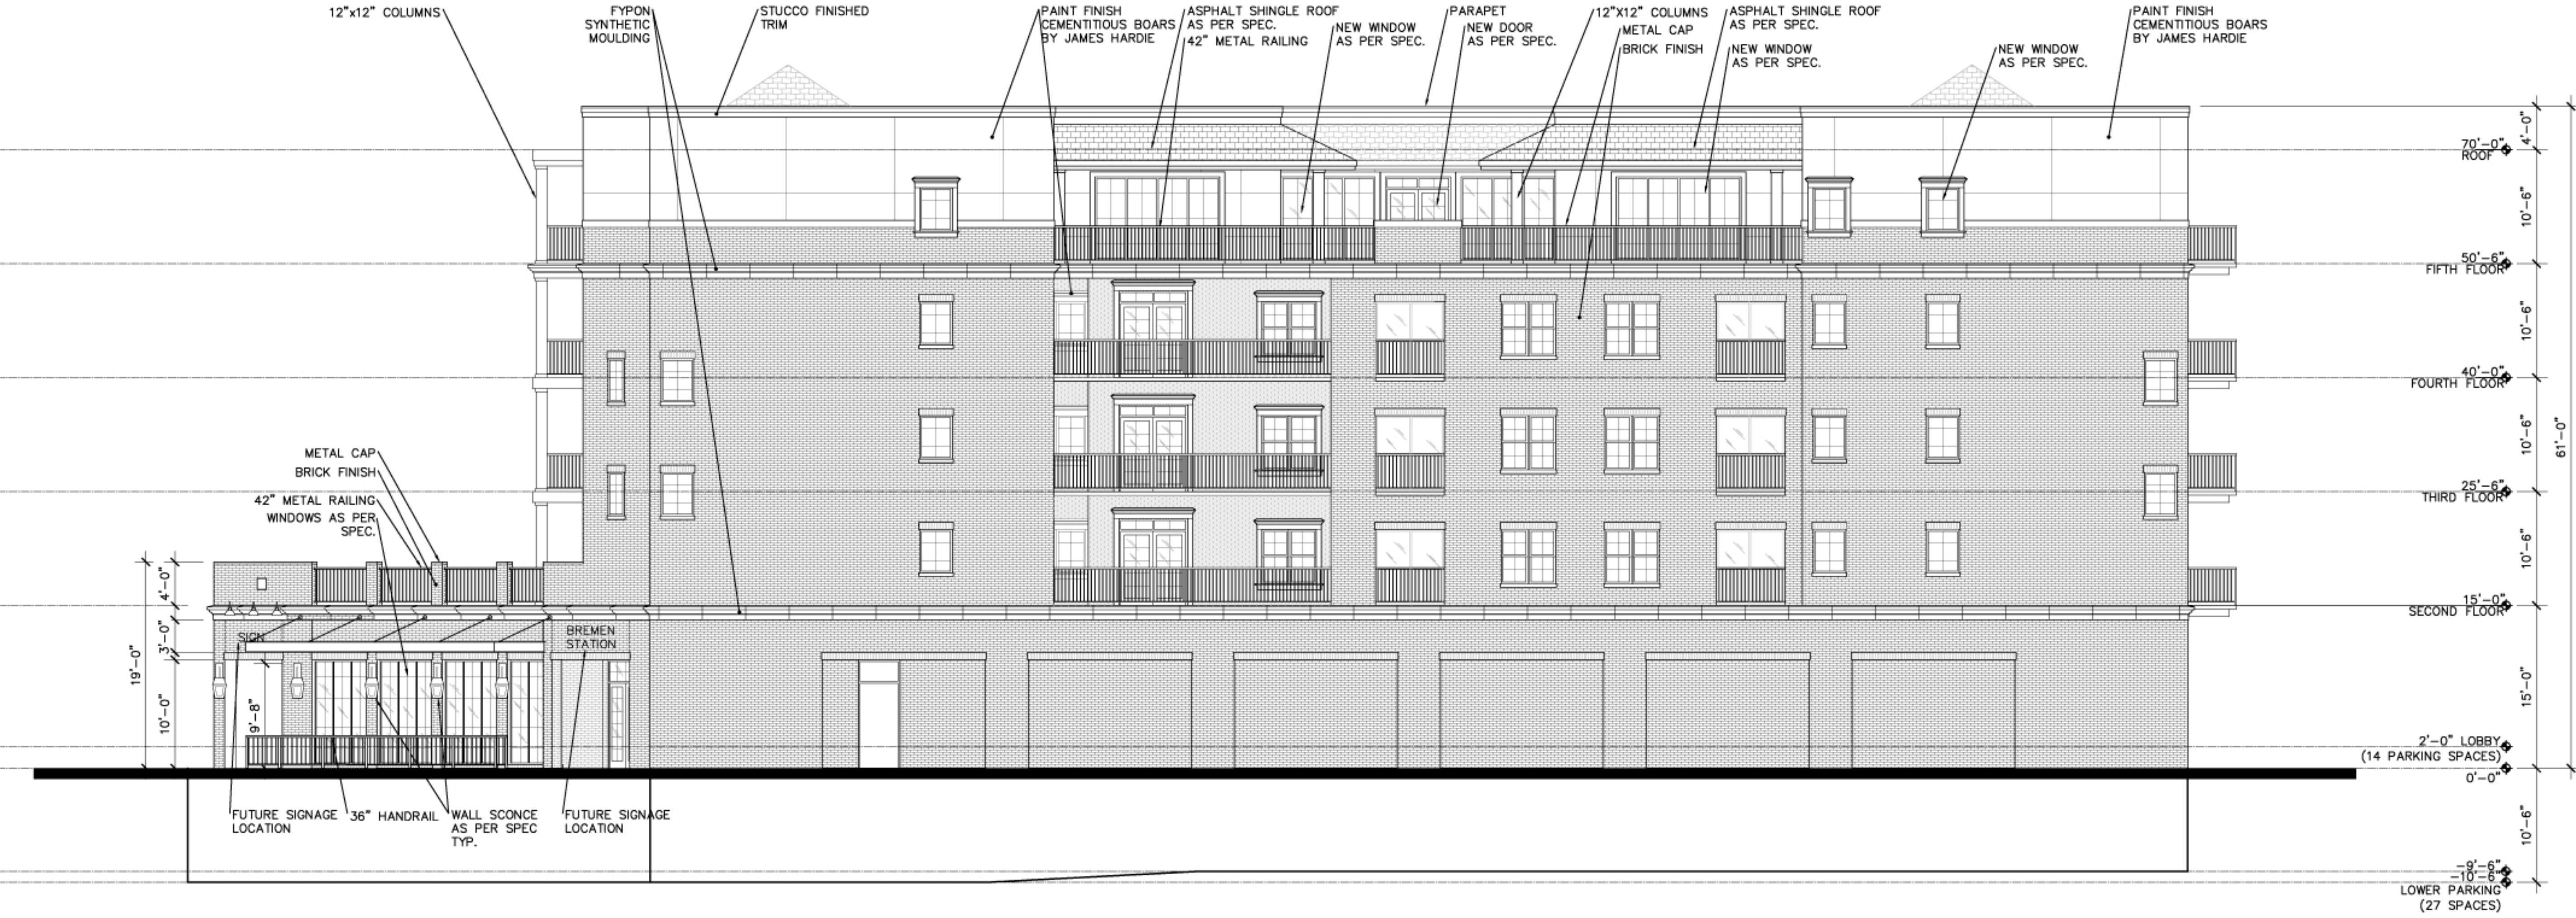 12"x12" COLUMNS
FYPON
SYNTHETIC
MOULDING
STUCCO FINISHED
TRIM
PAINT FINISH
CEMENTITIOUS BOARS
BY JAMES HARDIE
ASPHALT SHINGLE ROOF
AS PER SPEC.
42" METAL RAILING
NEW WINDOW
AS PER SPEC.
PARAPET
NEW DOOR
AS PER SPEC.
12"X12" COLUMNS
METAL CAP
BRICK FINISH
ASPHALT SHINGLE ROOF
AS PER SPEC.
NEW WINDOW
AS PER SPEC.
NEW WINDOW
AS PER SPEC.
PAINT FINISH
CEMENTITIOUS BOARS
BY JAMES HARDIE
70'-0"
ROOF
4'-0"
10'-6"
50'-6"
FIFTH FLOOR
10'-6"
40'-0"
FOURTH FLOOR
10'-6"
61'-0"
25'-6"
THIRD FLOOR
10'-6"
15'-0"
SECOND FLOOR
15'-0"
2'-0" LOBBY
(14 PARKING SPACES)
0'-0"
10'-6"
-9'-6"
-10'-6"
LOWER PARKING
(27 SPACES)
METAL CAP
BRICK FINISH
42" METAL RAILING
WINDOWS AS PER
SPEC.
19'-0"
4'-0"
3'-0"
10'-0"
9'-8"
SIGN
BREMEN
STATION
FUTURE SIGNAGE
LOCATION
36" HANDRAIL
WALL SCONCE
AS PER SPEC
TYP.
FUTURE SIGNAGE
LOCATION